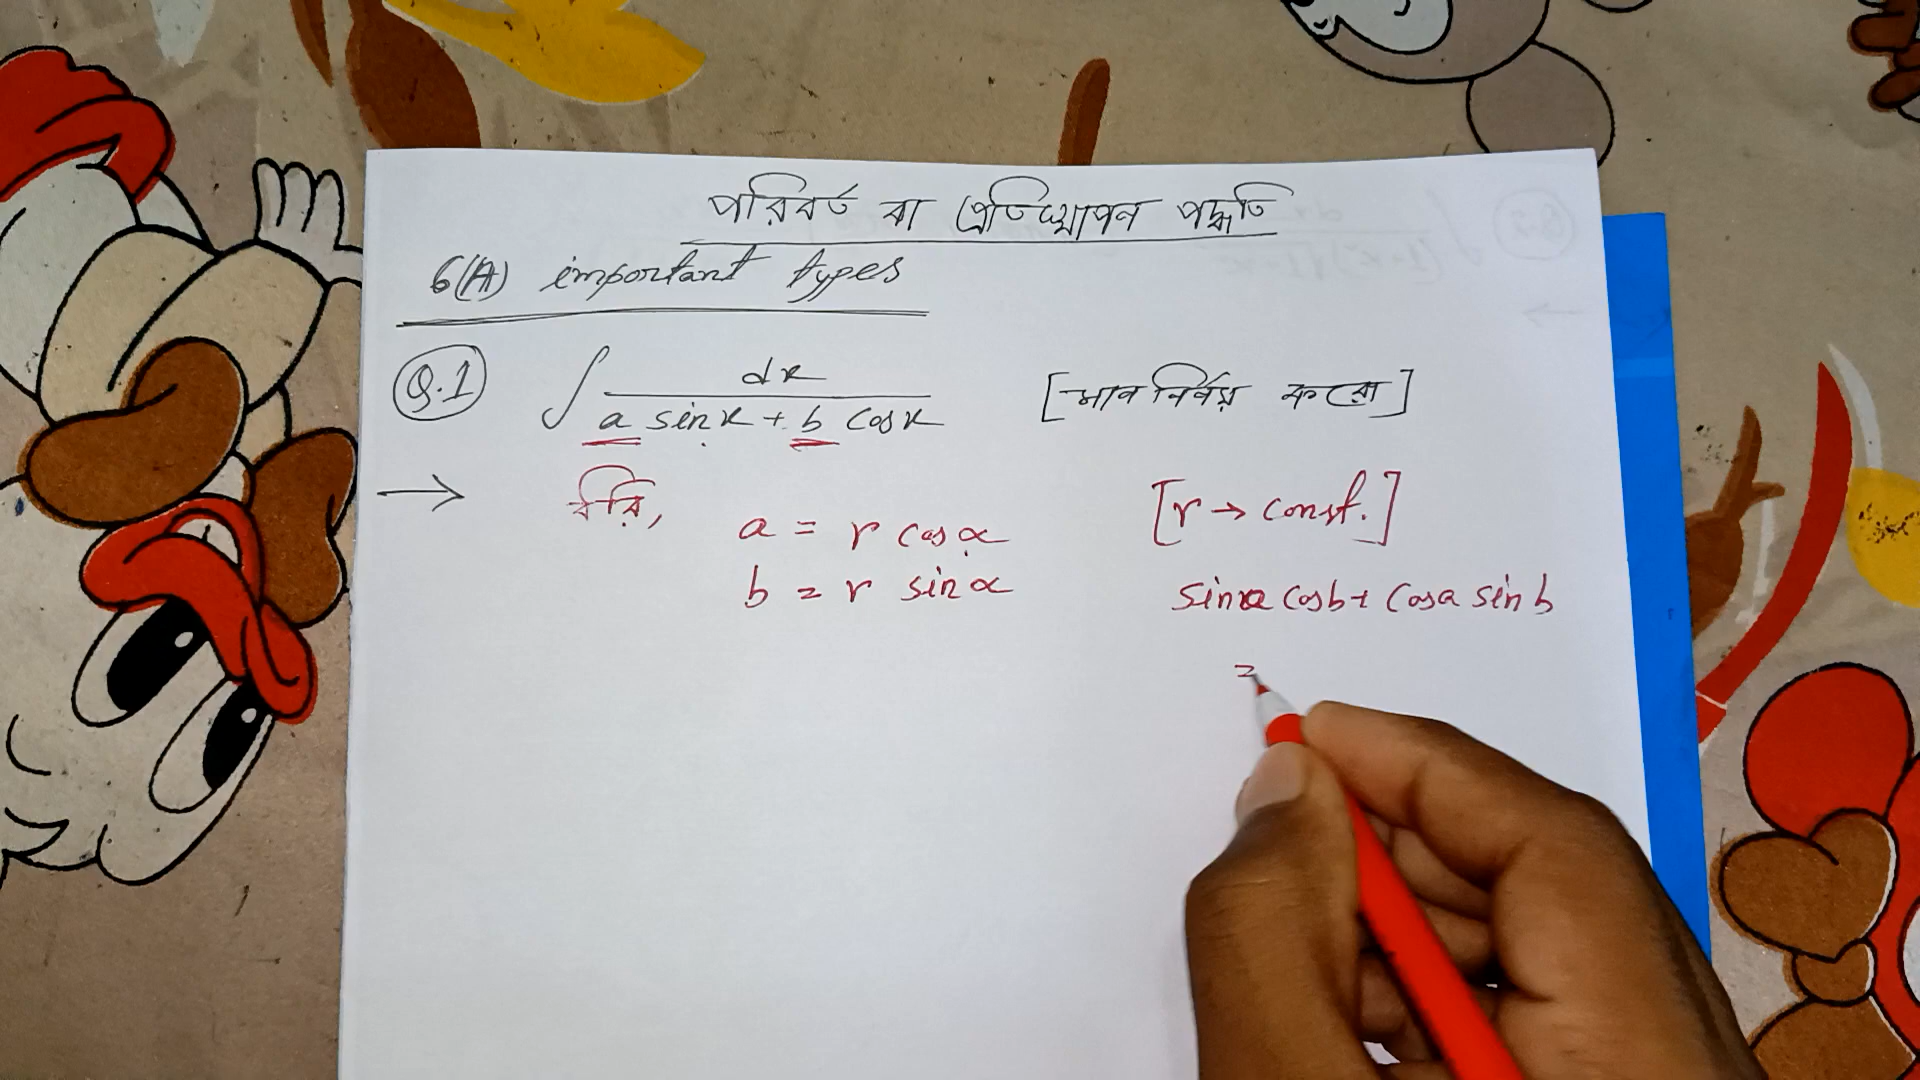 পরিবর্ত বা প্রতিস্থাপন পদ্ধতি
6(A) important types
Q.1 ∫ dx / (a sinx + b cosx) [মান নির্ণয় করো]
→ ধরি,
a = r cosα [r → const.]
b = r sinα sina cosb + cosa sinb
=